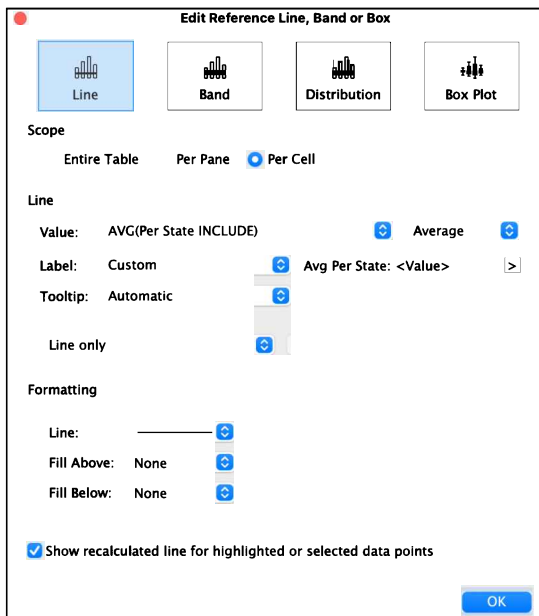 Edit Reference Line, Band or Box
Line Band Distribution Box Plot
Scope
Entire Table Per Pane Per Cell
Line
Value: AVG(Per State INCLUDE) Average
Label: Custom Avg Per State: <Value> >
Tooltip: Automatic
Line only
Formatting
Line:
Fill Above: None
Fill Below: None
Show recalculated line for highlighted or selected data points
OK